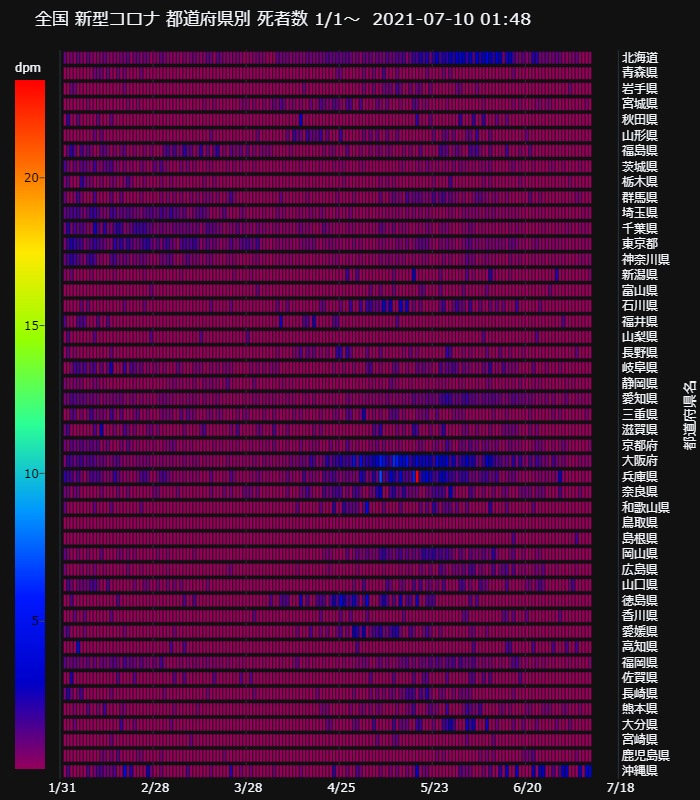 全国 新型コロナ 都道府県別 死者数 1/1～ 2021-07-10 01:48
dpm
20
15
10
5
北海道
青森県
岩手県
宮城県
秋田県
山形県
福島県
茨城県
栃木県
群馬県
埼玉県
千葉県
東京都
神奈川県
新潟県
富山県
石川県
福井県
山梨県
長野県
岐阜県
静岡県
愛知県
三重県
滋賀県
京都府
大阪府
兵庫県
奈良県
和歌山県
鳥取県
島根県
岡山県
広島県
山口県
徳島県
香川県
愛媛県
高知県
福岡県
佐賀県
長崎県
熊本県
大分県
宮崎県
鹿児島県
沖縄県
都道府県名
1/31 2/28 3/28 4/25 5/23 6/20 7/18